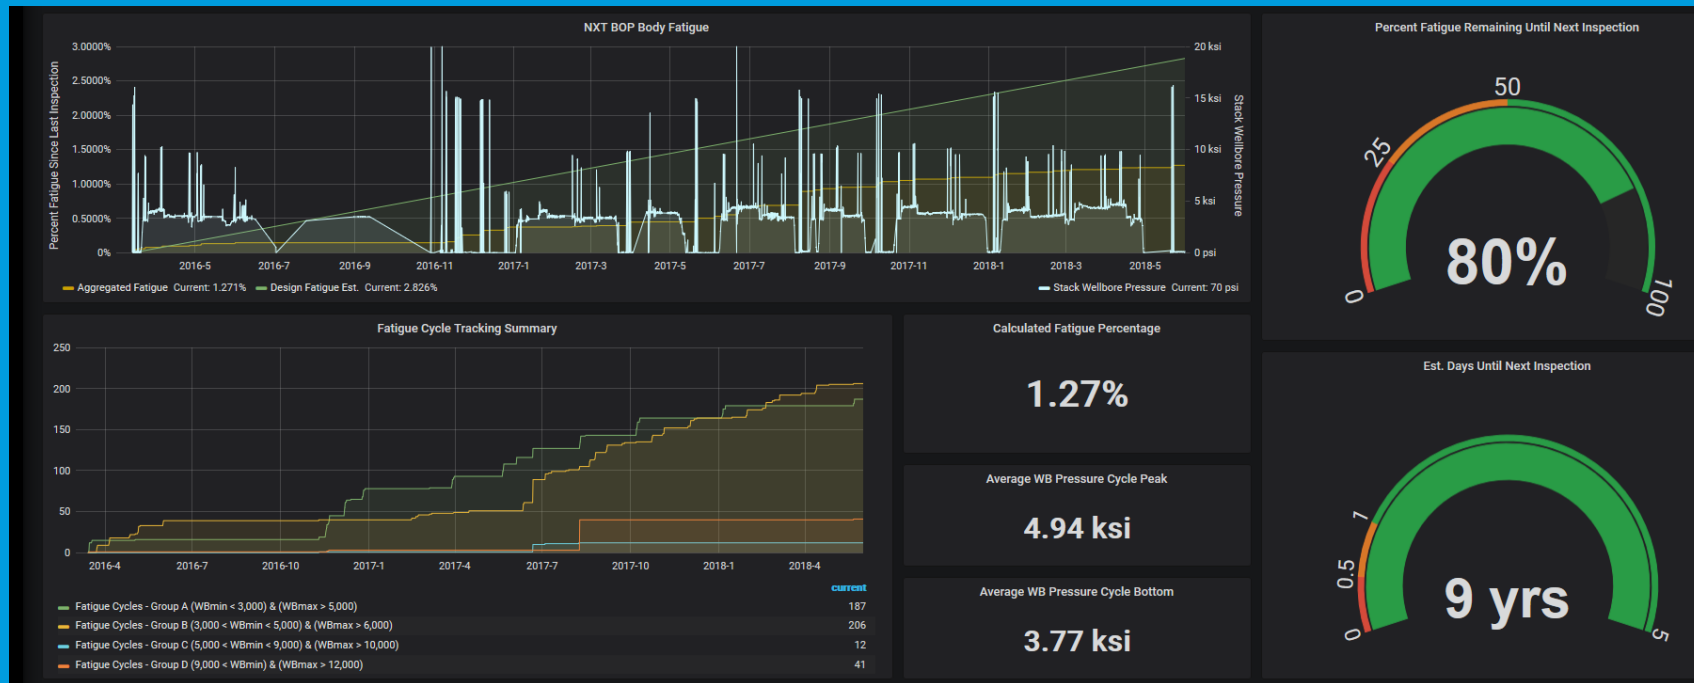 NXT BOP Body Fatigue
Percent Fatigue Since Last Inspection
3.0000%
2.5000%
2.0000%
1.5000%
1.0000%
0.5000%
0%
20 ksi
15 ksi
10 ksi
5 ksi
0 psi
Stack Wellbore Pressure
2016-5 2016-7 2016-9 2016-11 2017-1 2017-3 2017-5 2017-7 2017-9 2017-11 2018-1 2018-3 2018-5
Aggregated Fatigue Current: 1.271% Design Fatigue Est. Current: 2.826% Stack Wellbore Pressure Current: 70 psi
Percent Fatigue Remaining Until Next Inspection
0
25
50
100
80%
Fatigue Cycle Tracking Summary
250
200
150
100
50
0
2016-4 2016-7 2016-10 2017-1 2017-4 2017-7 2017-10 2018-1 2018-4
current
Fatigue Cycles - Group A (WBmin < 3,000) & (WBmax > 5,000) 187
Fatigue Cycles - Group B (3,000 < WBmin < 5,000) & (WBmax > 6,000) 206
Fatigue Cycles - Group C (5,000 < WBmin < 9,000) & (WBmax > 10,000) 12
Fatigue Cycles - Group D (9,000 < WBmin) & (WBmax > 12,000) 41
Calculated Fatigue Percentage
1.27%
Average WB Pressure Cycle Peak
4.94 ksi
Average WB Pressure Cycle Bottom
3.77 ksi
Est. Days Until Next Inspection
0
0.5
1
5
9 yrs